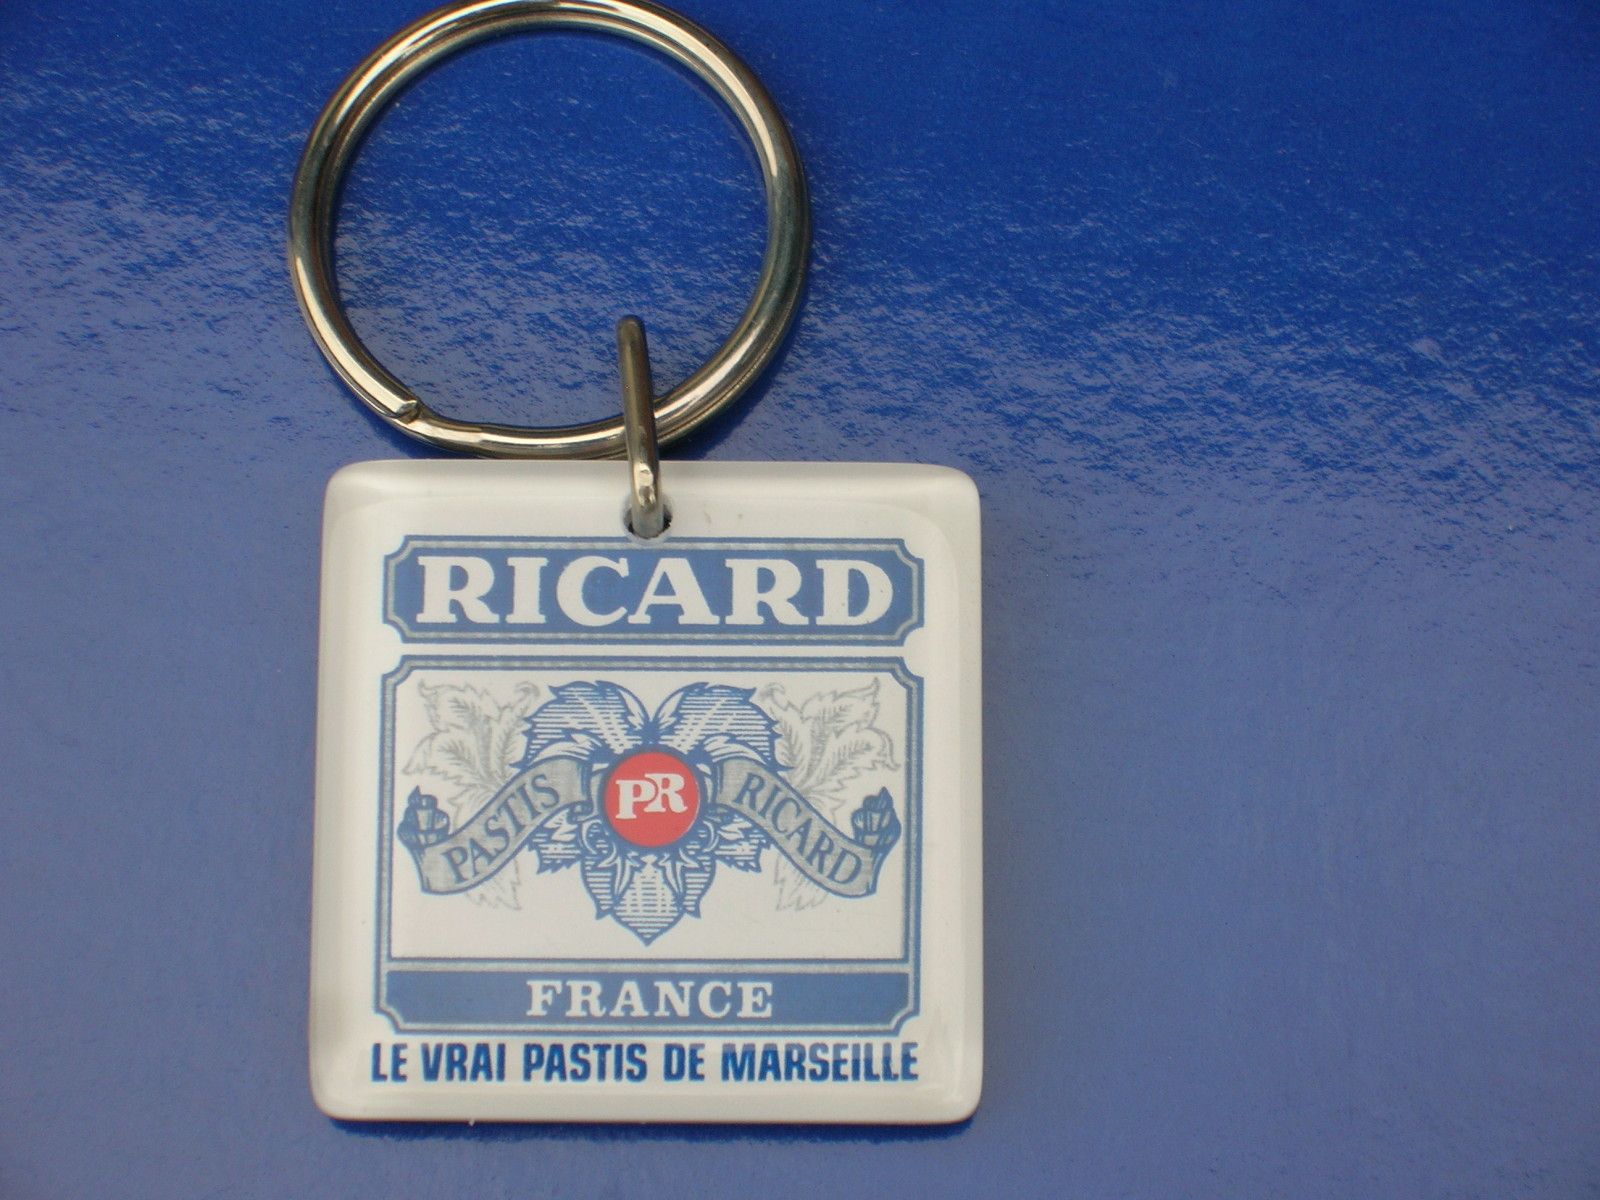 RICARD
PASTIS PR RICARD
FRANCE
LE VRAI PASTIS DE MARSEILLE